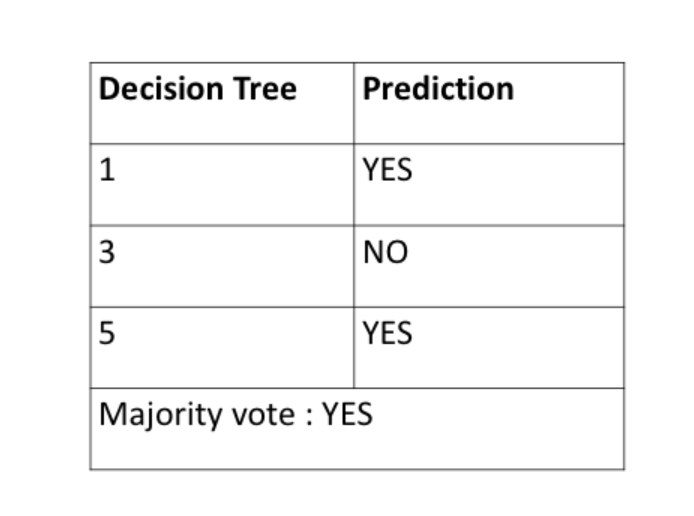 Decision Tree Prediction
1 YES
3 NO
5 YES
Majority vote : YES